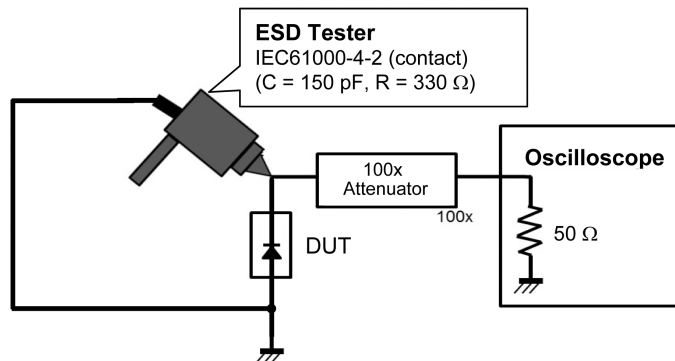 ESD Tester
IEC61000-4-2 (contact)
(C = 150 pF, R = 330 Ω)
100x
Attenuator
100x
Oscilloscope
50 Ω
DUT